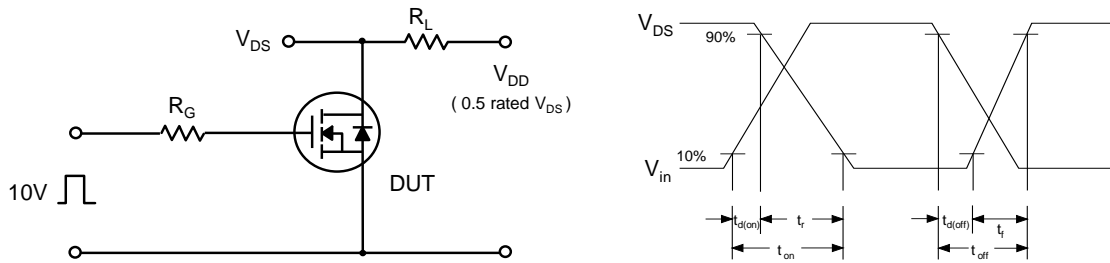 R_L
V_DS
V_DD
( 0.5 rated V_DS )
R_G
10V
DUT
V_DS
90%
V_in
10%
t_d(on)
t_r
t_on
t_d(off)
t_f
t_off